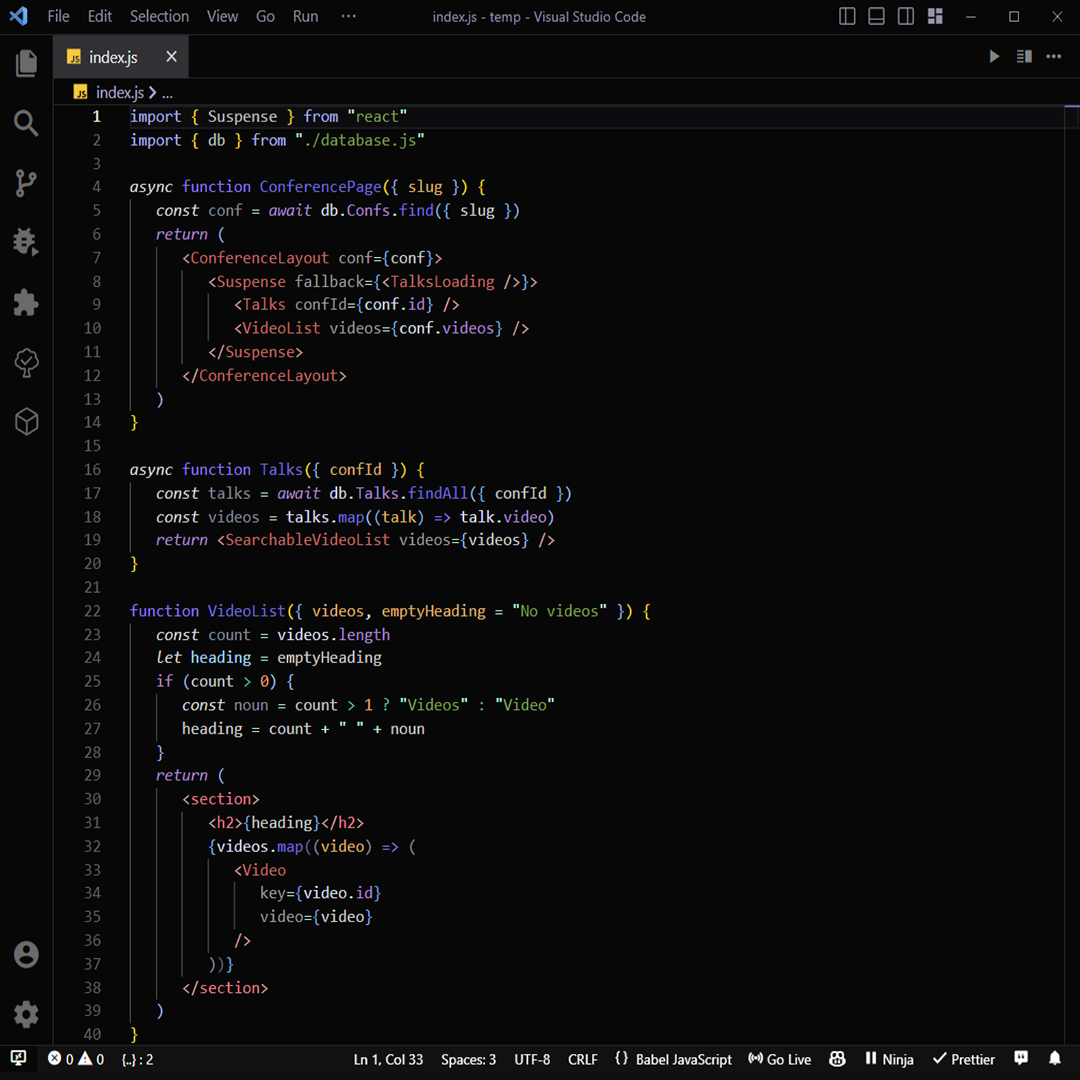 File Edit Selection View Go Run ··· index.js - temp - Visual Studio Code
JS index.js ✕
JS index.js > ...
1 import { Suspense } from "react"
2 import { db } from "./database.js"
3
4 async function ConferencePage({ slug }) {
5 const conf = await db.Confs.find({ slug })
6 return (
7 <ConferenceLayout conf={conf}>
8 <Suspense fallback={<TalksLoading />}>
9 <Talks confId={conf.id} />
10 <VideoList videos={conf.videos} />
11 </Suspense>
12 </ConferenceLayout>
13 )
14 }
15
16 async function Talks({ confId }) {
17 const talks = await db.Talks.findAll({ confId })
18 const videos = talks.map((talk) => talk.video)
19 return <SearchableVideoList videos={videos} />
20 }
21
22 function VideoList({ videos, emptyHeading = "No videos" }) {
23 const count = videos.length
24 let heading = emptyHeading
25 if (count > 0) {
26 const noun = count > 1 ? "Videos" : "Video"
27 heading = count + " " + noun
28 }
29 return (
30 <section>
31 <h2>{heading}</h2>
32 {videos.map((video) => (
33 <Video
34 key={video.id}
35 video={video}
36 />
37 ))}
38 </section>
39 )
40 }
0 0 {..} : 2 Ln 1, Col 33 Spaces: 3 UTF-8 CRLF {} Babel JavaScript Go Live Ninja Prettier